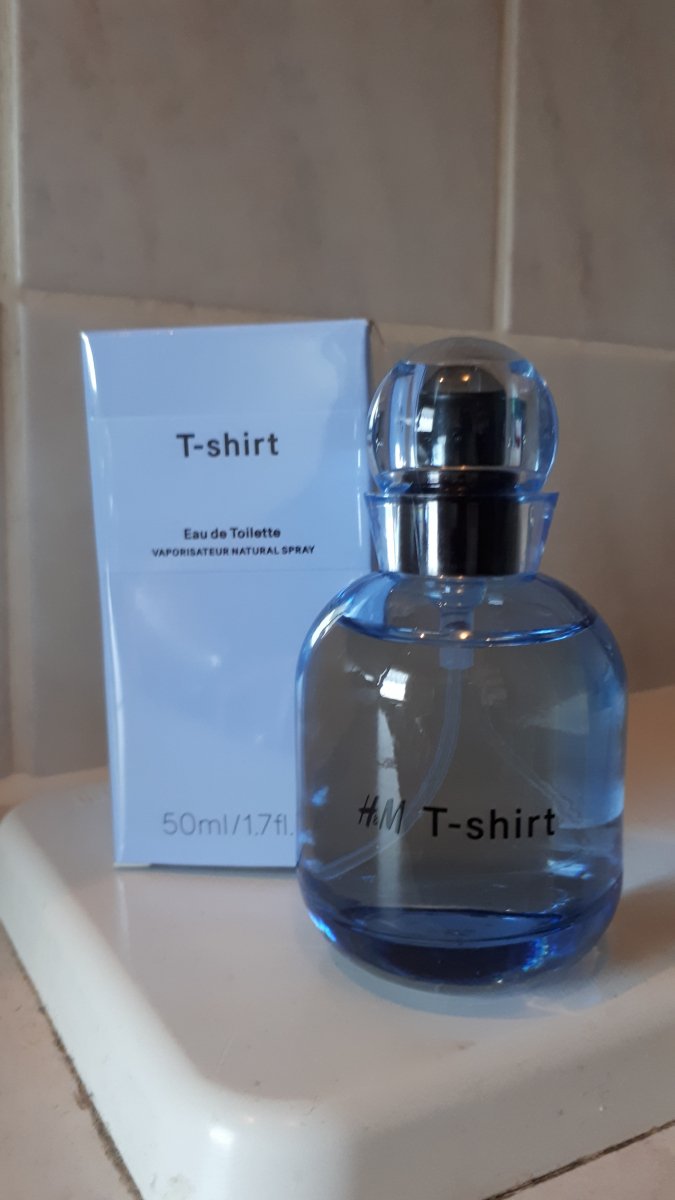 T-shirt
Eau de Toilette
VAPORISATEUR NATURAL SPRAY
50ml/1.7fl.
H&M T-shirt